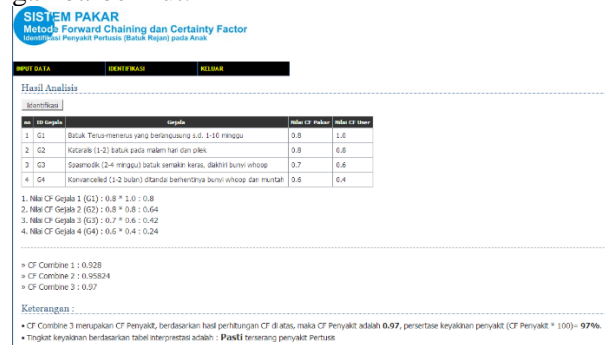 SISTEM PAKAR
Metode Forward Chaining dan Certainty Factor
Identifikasi Penyakit Pertusis (Batuk Rejan) pada Anak
INPUT DATA IDENTIFIKASI KELUAR
Hasil Analisis
Identifikasi
no ID Gejala Gejala Nilai CF Pakar Nilai CF User
1 G1 Batuk Terus-menerus yang berlangusung s.d. 1-10 minggu 0.8 1.0
2 G2 Kataralis (1-2) batuk pada malam hari dan pilek 0.8 0.8
3 G3 Spasmodik (2-4 minggu) batuk semakin keras, diakhiri bunyi whoop 0.7 0.6
4 G4 (1-2 bulan) ditandai berhentinya bunyi whoop dan muntah 0.6 0.4
1. Nilai CF Gejala 1 (G1) : 0.8 * 1.0 : 0.8
2. Nilai CF Gejala 2 (G2) : 0.8 * 0.8 : 0.64
3. Nilai CF Gejala 3 (G3) : 0.7 * 0.6 : 0.42
4. Nilai CF Gejala 4 (G4) : 0.6 * 0.4 : 0.24
» CF Combine 1 : 0.928
» CF Combine 2 : 0.95824
» CF Combine 3 : 0.97
Keterangan :
• CF Combine 3 merupakan CF Penyakit, berdasarkan hasil perhitungan CF di atas, maka CF Penyakit adalah 0.97, persertase keyakinan penyakit (CF Penyakit * 100)= 97%.
• Tingkat keyakinan berdasarkan tabel interprestasi adalah : Pasti terserang penyakit Pertusis